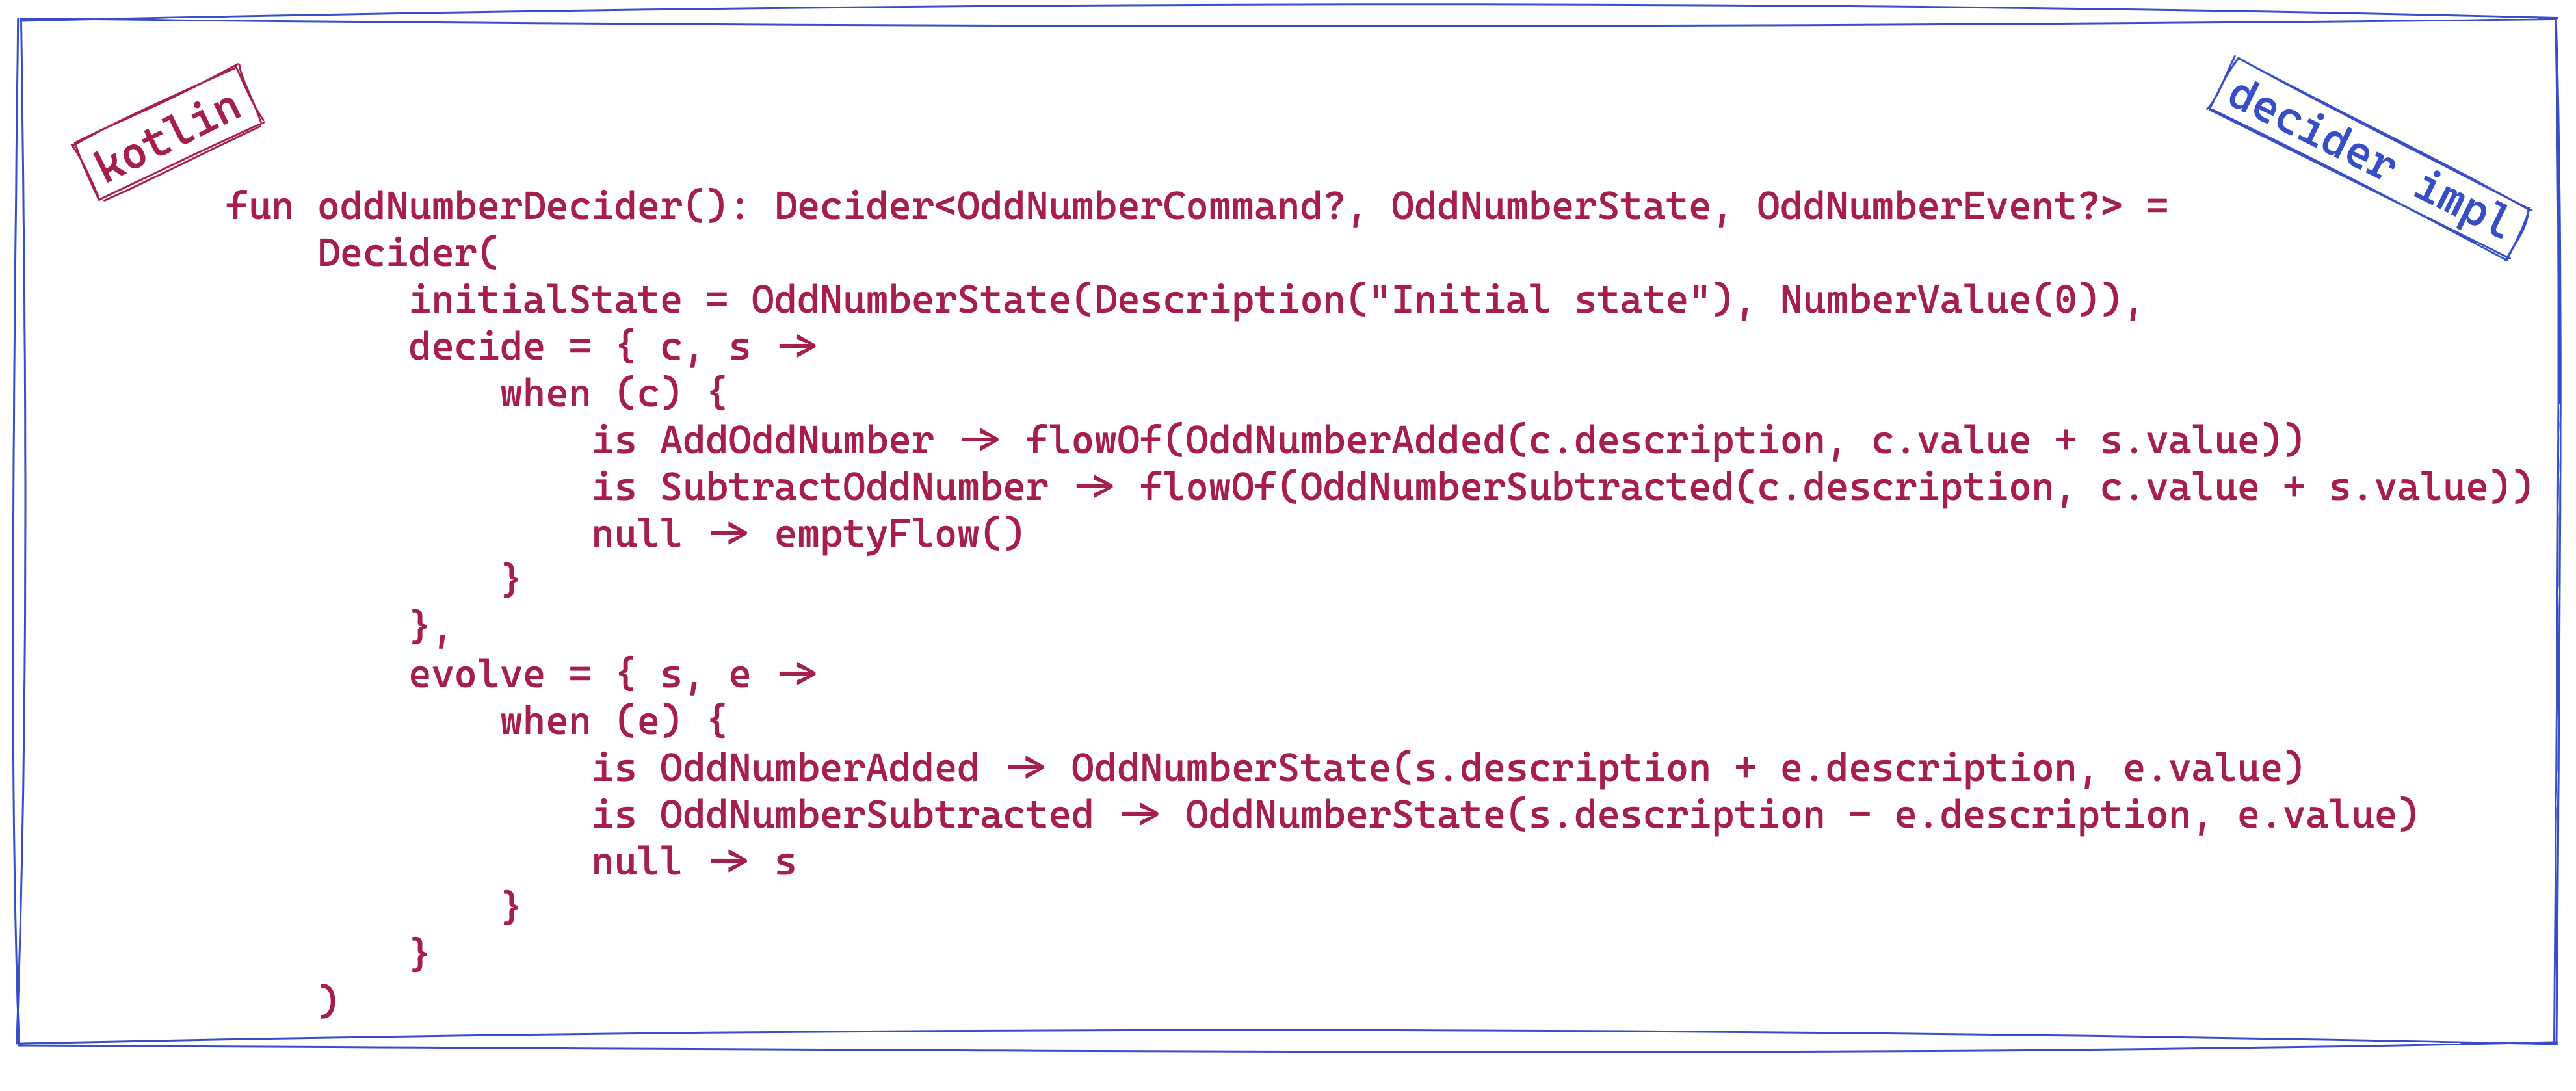 kotlin
decider impl
fun oddNumberDecider(): Decider<OddNumberCommand?, OddNumberState, OddNumberEvent?> =
    Decider(
        initialState = OddNumberState(Description("Initial state"), NumberValue(0)),
        decide = { c, s ->
            when (c) {
                is AddOddNumber -> flowOf(OddNumberAdded(c.description, c.value + s.value))
                is SubtractOddNumber -> flowOf(OddNumberSubtracted(c.description, c.value + s.value))
                null -> emptyFlow()
            }
        },
        evolve = { s, e ->
            when (e) {
                is OddNumberAdded -> OddNumberState(s.description + e.description, e.value)
                is OddNumberSubtracted -> OddNumberState(s.description - e.description, e.value)
                null -> s
            }
        }
    )